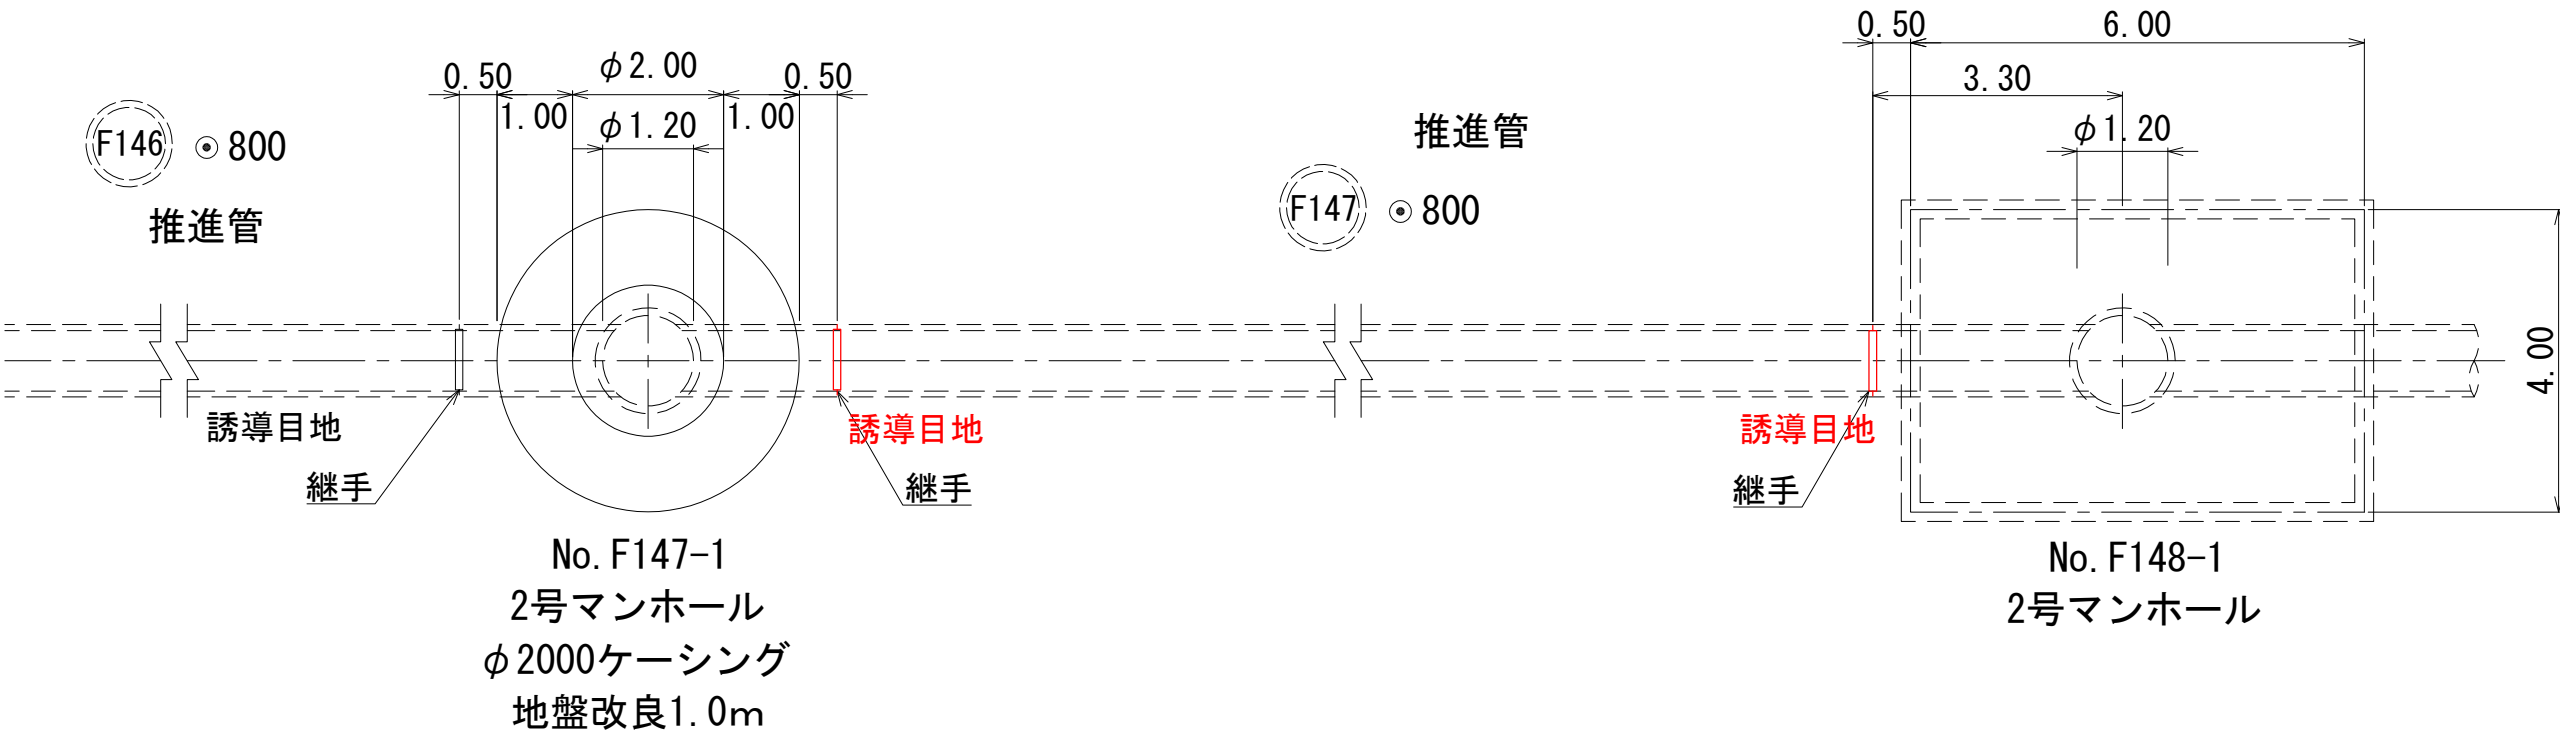 0.50
φ2.00
0.50
1.00
φ1.20
1.00
F146
800
推進管
推進管
F147
800
0.50
6.00
3.30
φ1.20
4.00
誘導目地
継手
誘導目地
継手
誘導目地
継手
No.F147-1
2号マンホール
φ2000ケーシング
地盤改良1.0m
No.F148-1
2号マンホール